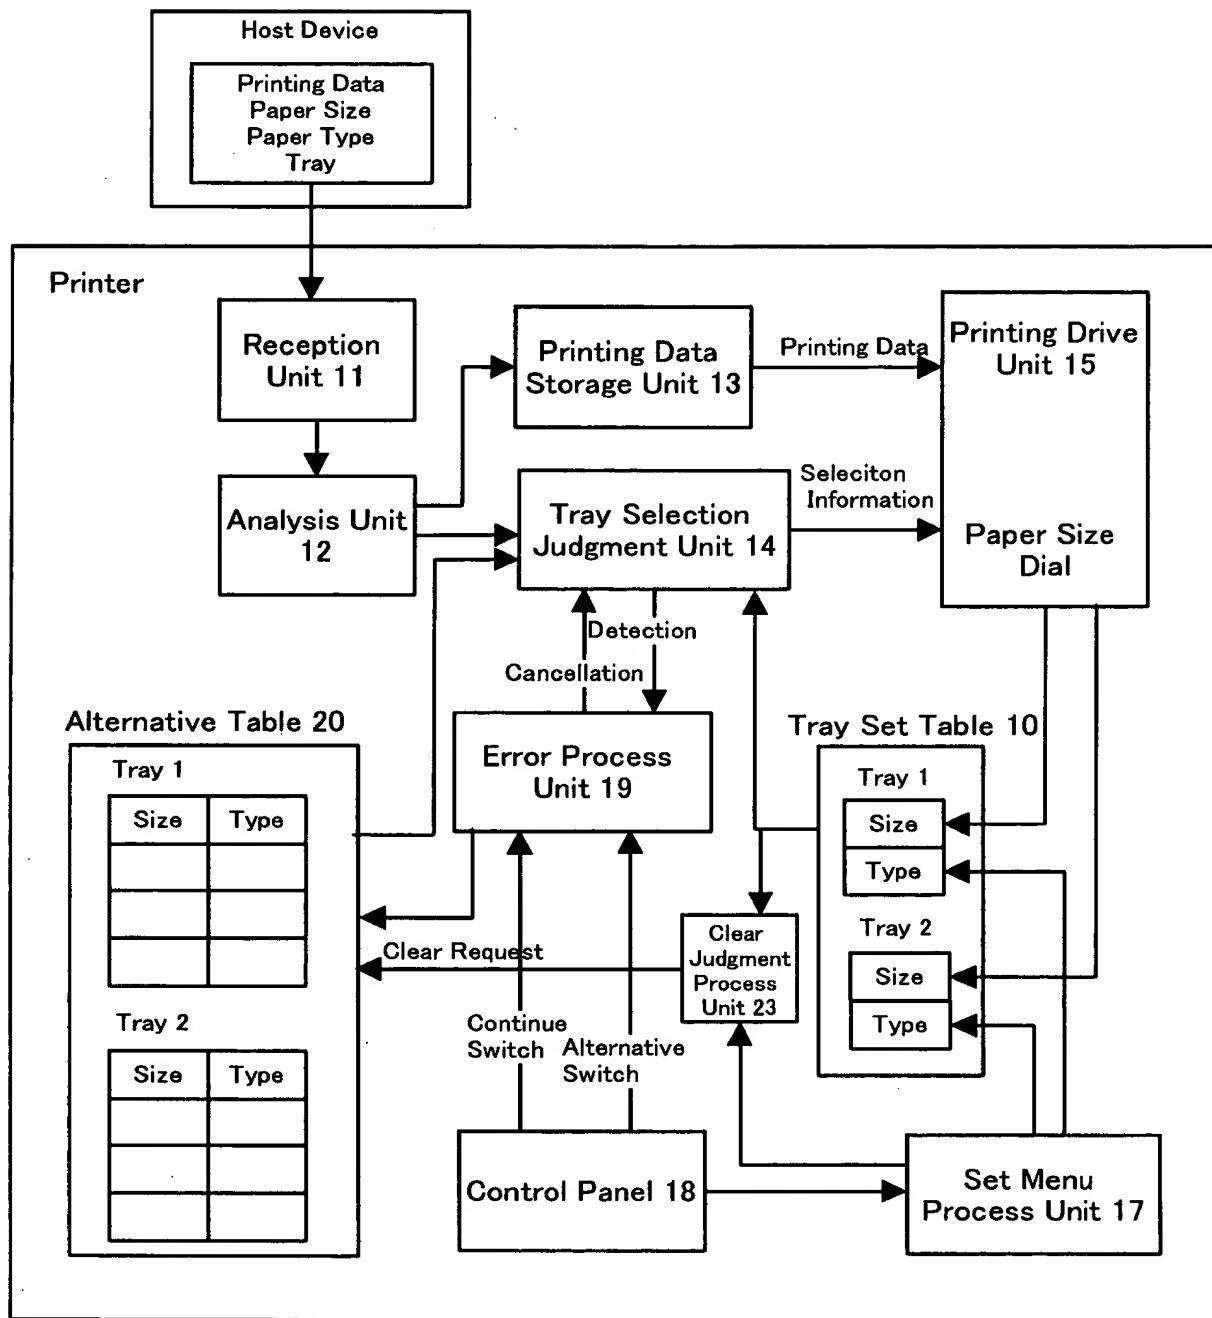 Host Device
Printing Data
Paper Size
Paper Type
Tray
Printer
Reception
Unit 11
Printing Data
Storage Unit 13
Printing Data
Printing Drive
Unit 15
Analysis Unit
12
Tray Selection
Judgment Unit 14
Seleciton
Information
Paper Size
Dial
Detection
Cancellation
Alternative Table 20
Tray 1
Size Type
Tray 2
Size Type
Error Process
Unit 19
Tray Set Table 10
Tray 1
Size
Type
Tray 2
Size
Type
Clear Request
Clear
Judgment
Process
Unit 23
Continue
Switch
Alternative
Switch
Control Panel 18
Set Menu
Process Unit 17